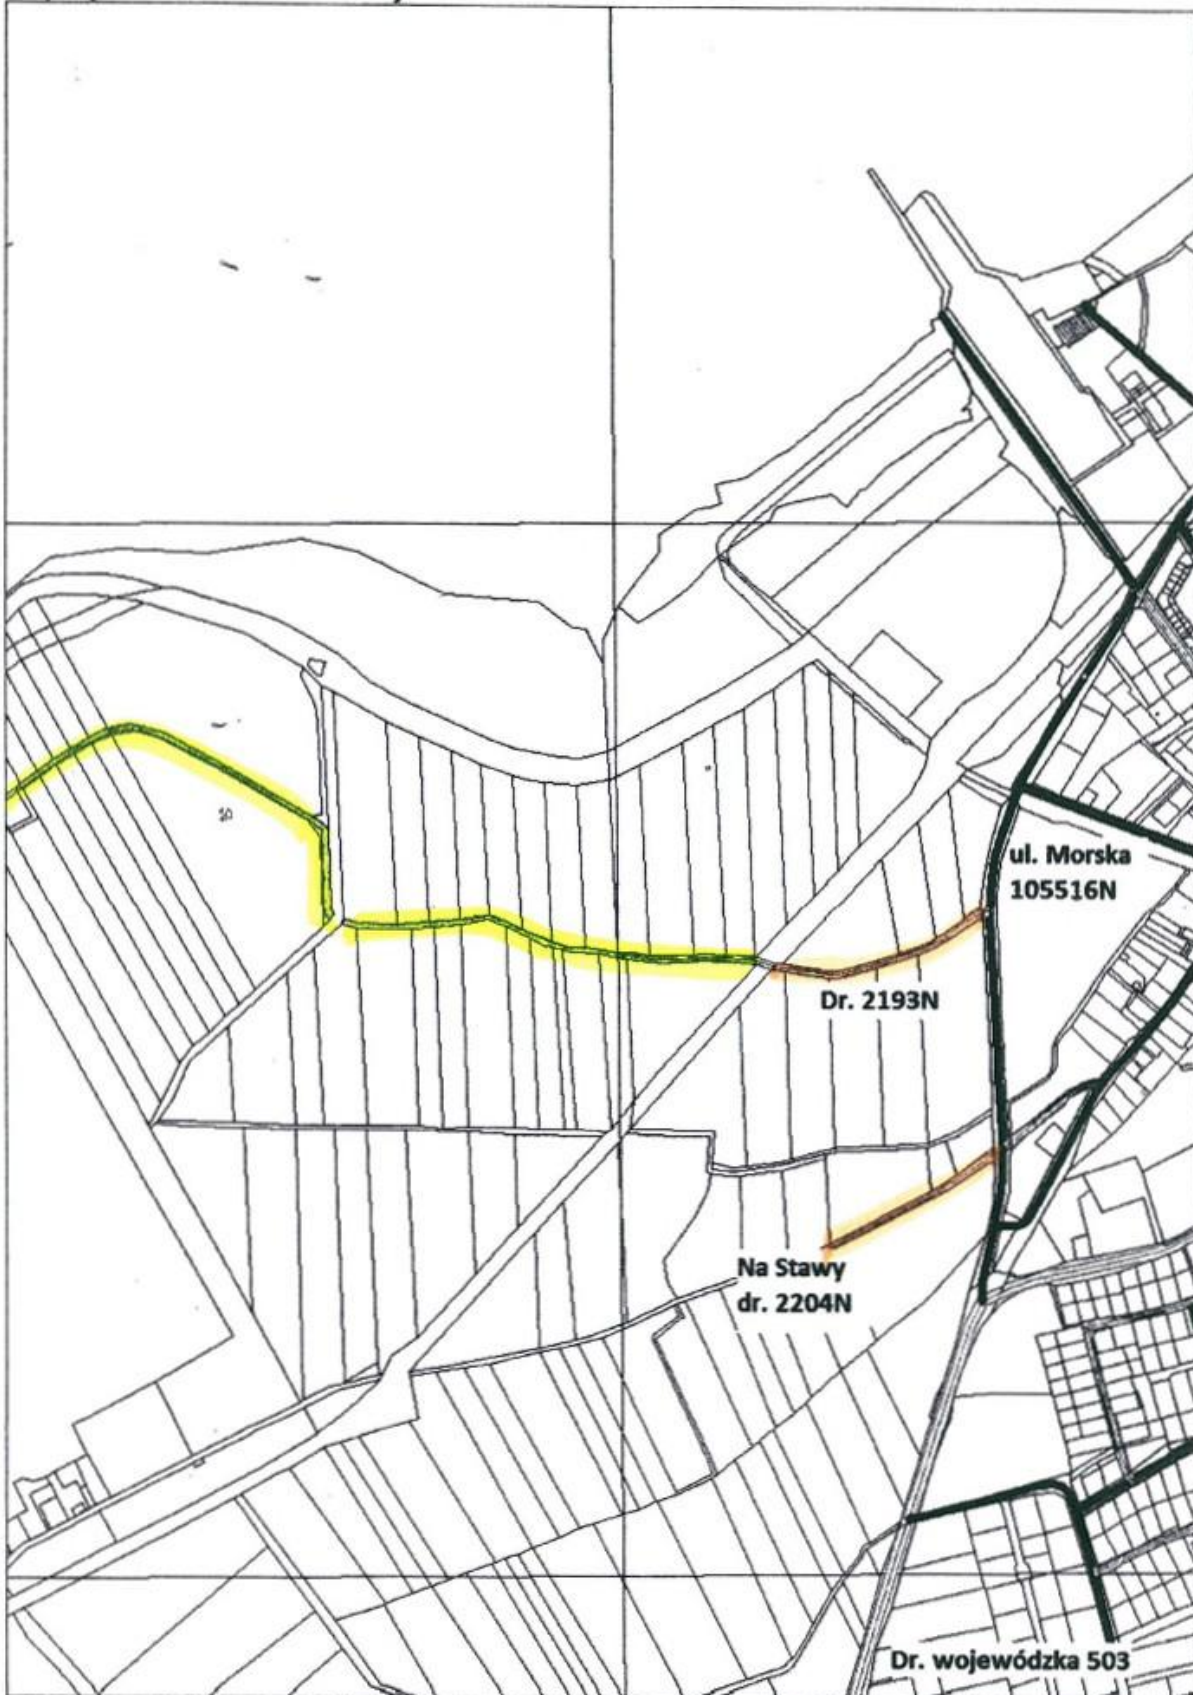 ul. Morska
105516N
Dr. 2193N
Na Stawy
dr. 2204N
Dr. wojewódzka 503